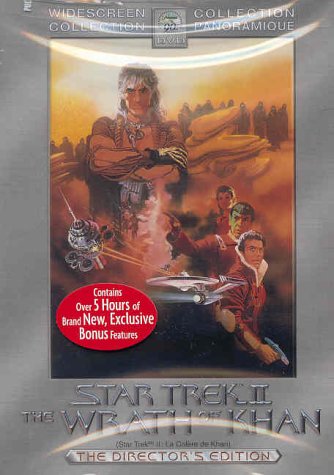 WIDESCREEN COLLECTION
COLLECTION PANORAMIQUE
DVD
Contains
Over 5 Hours of
Brand New, Exclusive
Bonus Features
STAR TREK II
THE WRATH OF KHAN
(Star Trek™ II : La Colère de Khan)
THE DIRECTOR'S EDITION